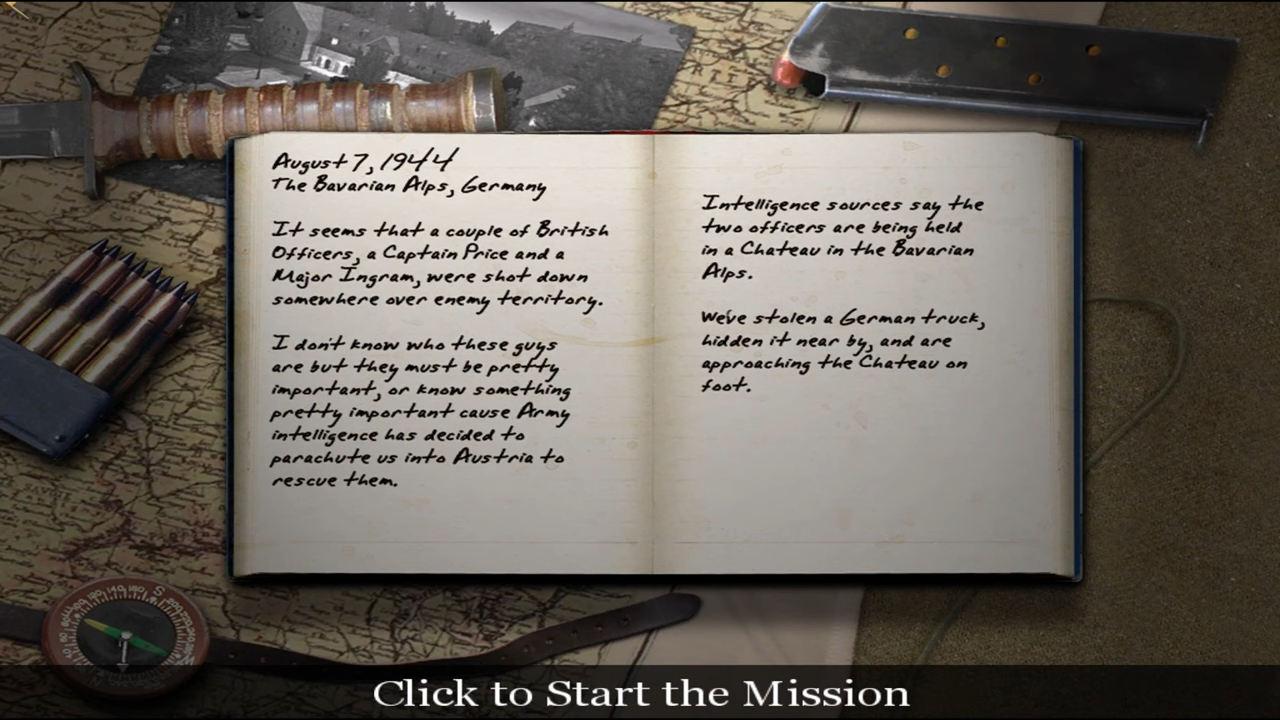 August 7, 1944
The Bavarian Alps, Germany
It seems that a couple of British
Officers, a Captain Price and a
Major Ingram, were shot down
somewhere over enemy territory.
I don't know who these guys
are but they must be pretty
important, or know something
pretty important cause Army
intelligence has decided to
parachute us into Austria to
rescue them.
Intelligence sources say the
two officers are being held
in a Chateau in the Bavarian
Alps.
We've stolen a German truck,
hidden it near by, and are
approaching the Chateau on
foot.
Click to Start the Mission